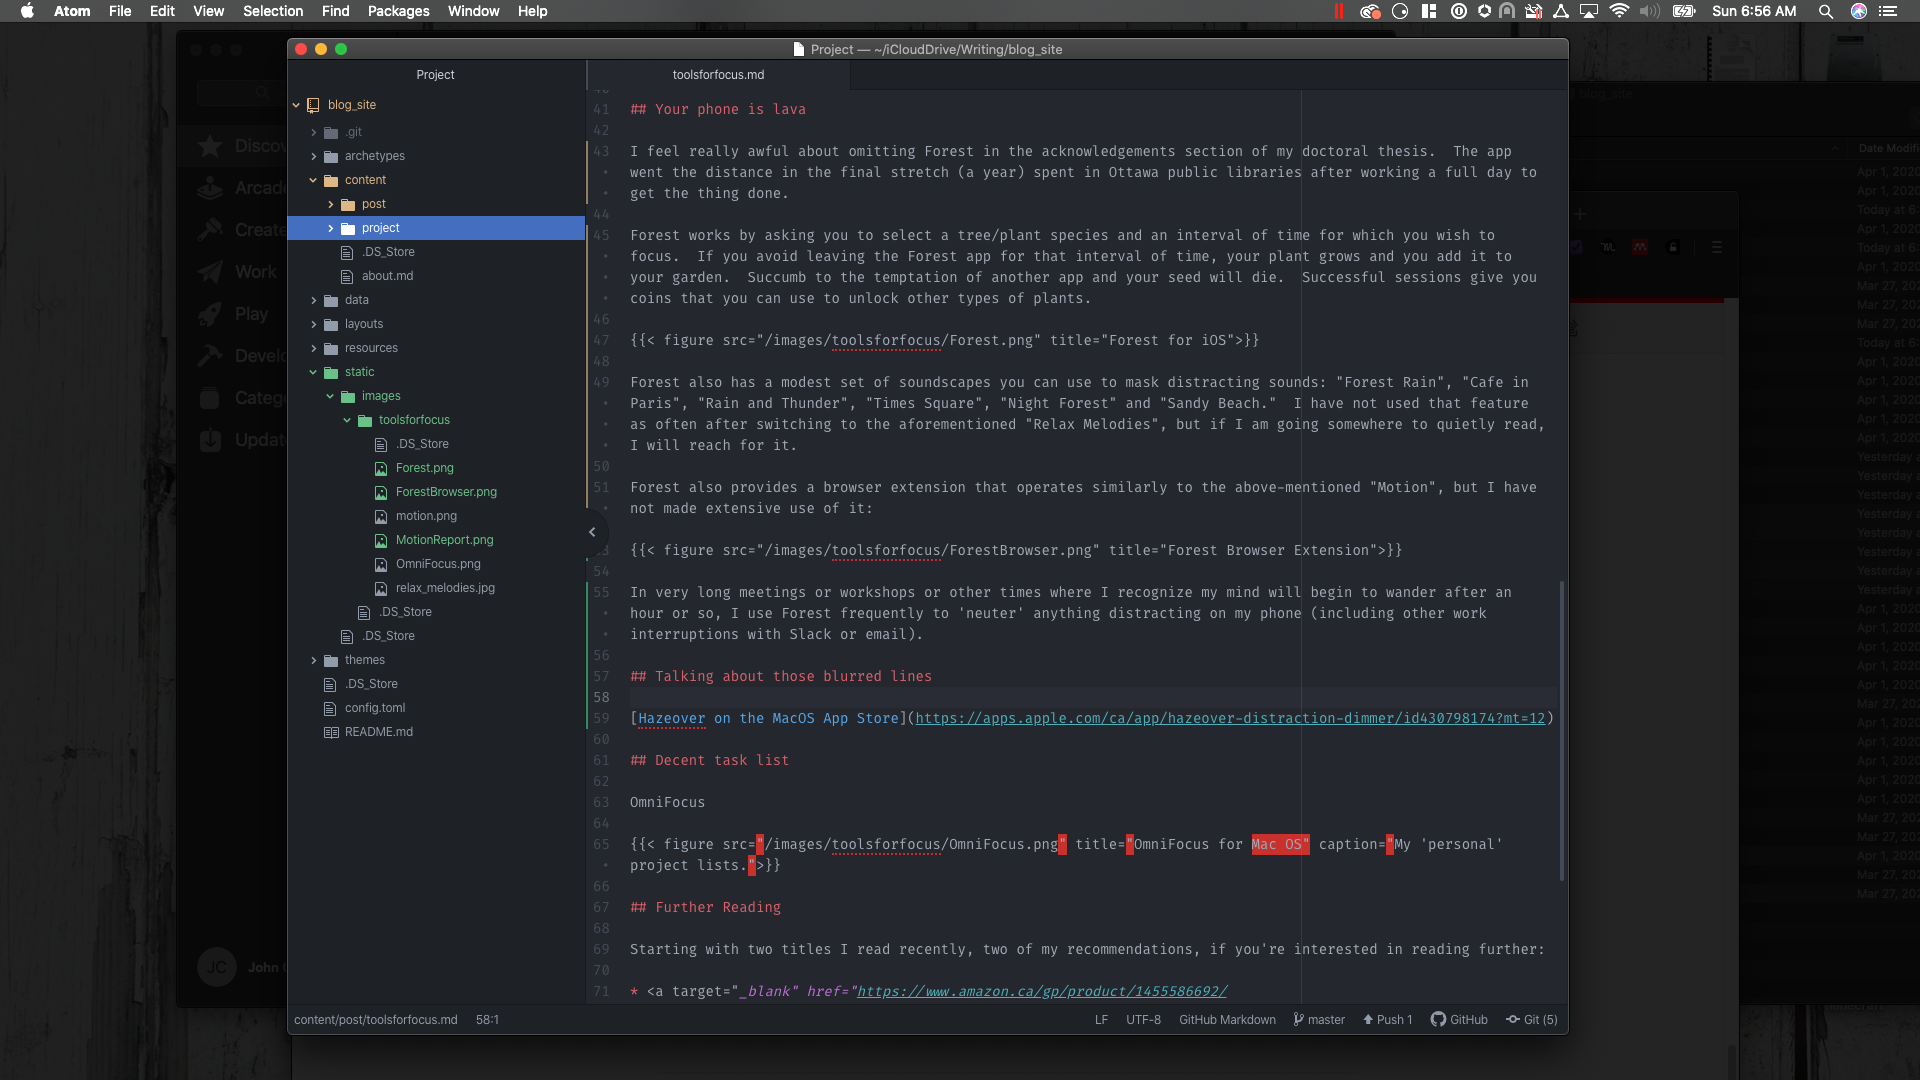 Atom File Edit View Selection Find Packages Window Help Sun 6:56 AM
Project — ~/iCloudDrive/Writing/blog_site
Project
toolsforfocus.md
blog_site
.git
archetypes
content
post
project
.DS_Store
about.md
data
layouts
resources
static
images
toolsforfocus
.DS_Store
Forest.png
ForestBrowser.png
motion.png
MotionReport.png
OmniFocus.png
relax_melodies.jpg
.DS_Store
.DS_Store
themes
.DS_Store
config.toml
README.md
41 ## Your phone is lava
42
43 I feel really awful about omitting Forest in the acknowledgements section of my doctoral thesis.  The app
went the distance in the final stretch (a year) spent in Ottawa public libraries after working a full day to
get the thing done.
44
45 Forest works by asking you to select a tree/plant species and an interval of time for which you wish to
focus.  If you avoid leaving the Forest app for that interval of time, your plant grows and you add it to
your garden.  Succumb to the temptation of another app and your seed will die.  Successful sessions give you
coins that you can use to unlock other types of plants.
46
47 {{< figure src="/images/toolsforfocus/Forest.png" title="Forest for iOS">}}
48
49 Forest also has a modest set of soundscapes you can use to mask distracting sounds: "Forest Rain", "Cafe in
Paris", "Rain and Thunder", "Times Square", "Night Forest" and "Sandy Beach."  I have not used that feature
as often after switching to the aforementioned "Relax Melodies", but if I am going somewhere to quietly read,
I will reach for it.
50
51 Forest also provides a browser extension that operates similarly to the above-mentioned "Motion", but I have
not made extensive use of it:
{{< figure src="/images/toolsforfocus/ForestBrowser.png" title="Forest Browser Extension">}}
54
55 In very long meetings or workshops or other times where I recognize my mind will begin to wander after an
hour or so, I use Forest frequently to 'neuter' anything distracting on my phone (including other work
interruptions with Slack or email).
56
57 ## Talking about those blurred lines
58
59 [Hazeover on the MacOS App Store](https://apps.apple.com/ca/app/hazeover-distraction-dimmer/id430798174?mt=12)
60
61 ## Decent task list
62
63 OmniFocus
64
65 {{< figure src="/images/toolsforfocus/OmniFocus.png" title="OmniFocus for Mac OS" caption="My 'personal'
project lists.">}}
66
67 ## Further Reading
68
69 Starting with two titles I read recently, two of my recommendations, if you're interested in reading further:
70
71 * <a target="_blank" href="https://www.amazon.ca/gp/product/1455586692/
content/post/toolsforfocus.md 58:1 LF UTF-8 GitHub Markdown master Push 1 GitHub Git (5)
Work
Play
JC John
blog_site